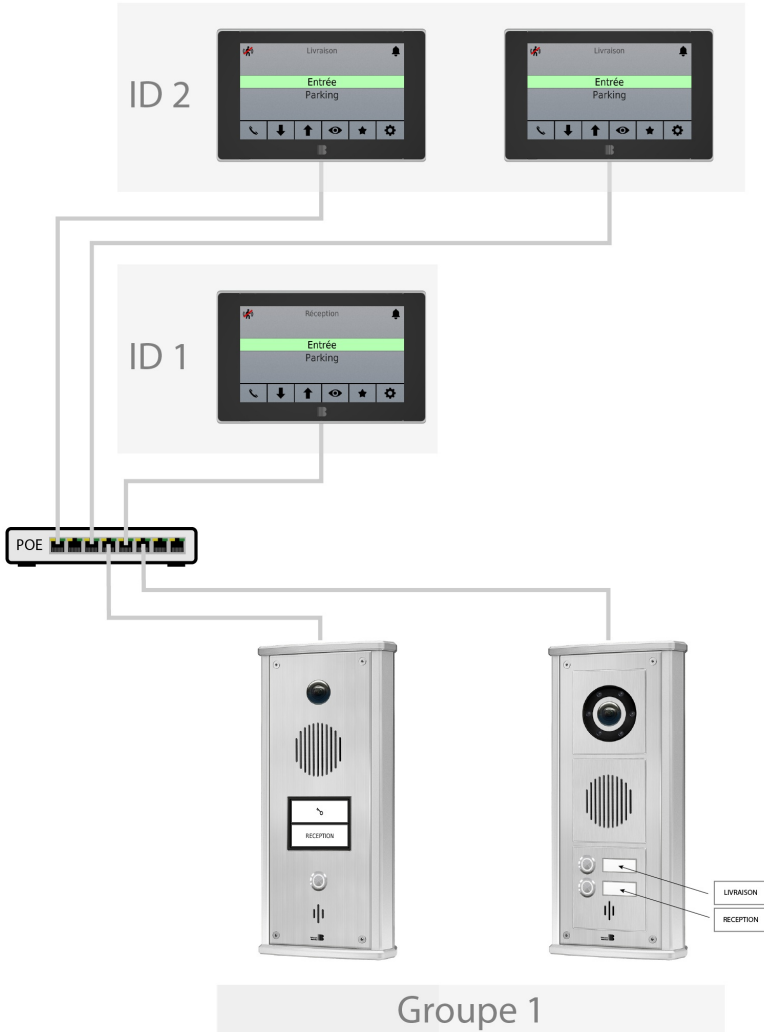 ID 2
Livraison
Entrée
Parking
Livraison
Entrée
Parking
ID 1
Réception
Entrée
Parking
POE
RECEPTION
LIVRAISON
RECEPTION
Groupe 1